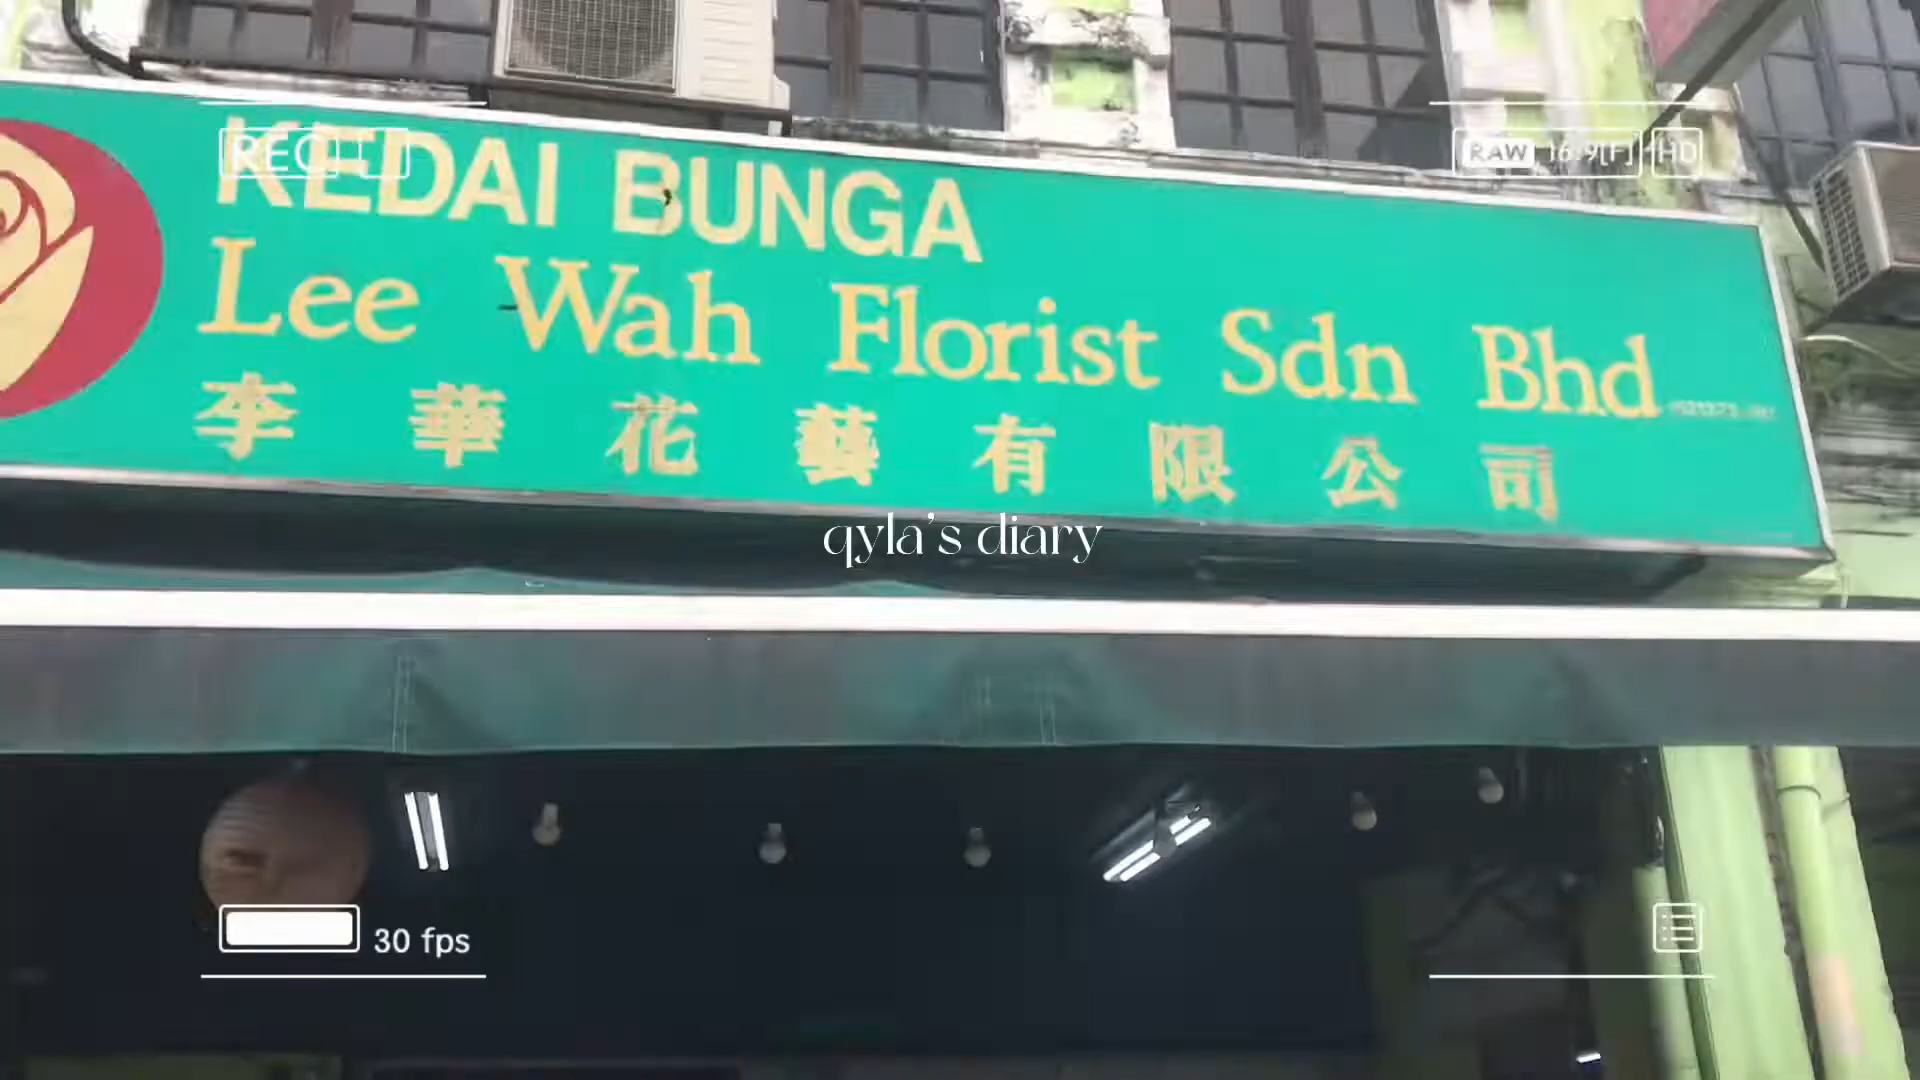 REC
RAW 16:9[F] HD
KEDAI BUNGA
Lee Wah Florist Sdn Bhd
李華花藝有限公司
qyla's diary
30 fps